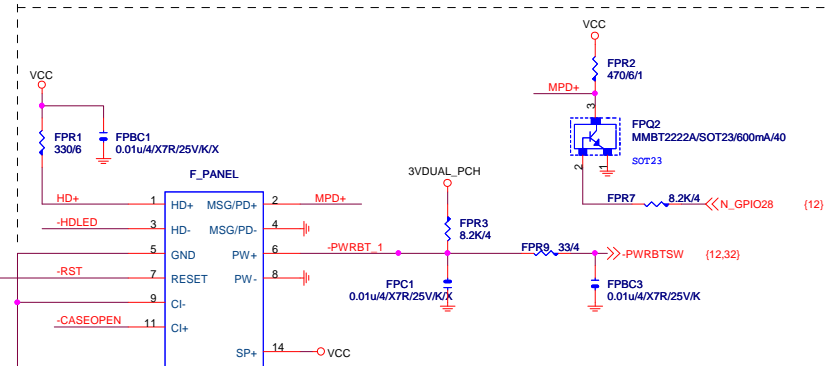 VCC
FPR2
470/6/1
MPD+
3
FPQ2
MMBT2222A/SOT23/600mA/40
SOT23
2
1
FPR7
8.2K/4
N_GPIO28
{12}
VCC
FPR1
330/6
FPBC1
0.01u/4/X7R/25V/K/X
F_PANEL
HD+
1
HD+
MSG/PD+
2
MPD+
-HDLED
3
HD-
MSG/PD-
4
5
GND
PW+
6
-PWRBT_1
-RST
7
RESET
PW-
8
9
CI-
-CASEOPEN
11
CI+
SP+
14
VCC
3VDUAL_PCH
FPR3
8.2K/4
FPR9
33/4
-PWRBTSW
{12,32}
FPC1
0.01u/4/X7R/25V/K/X
FPBC3
0.01u/4/X7R/25V/K